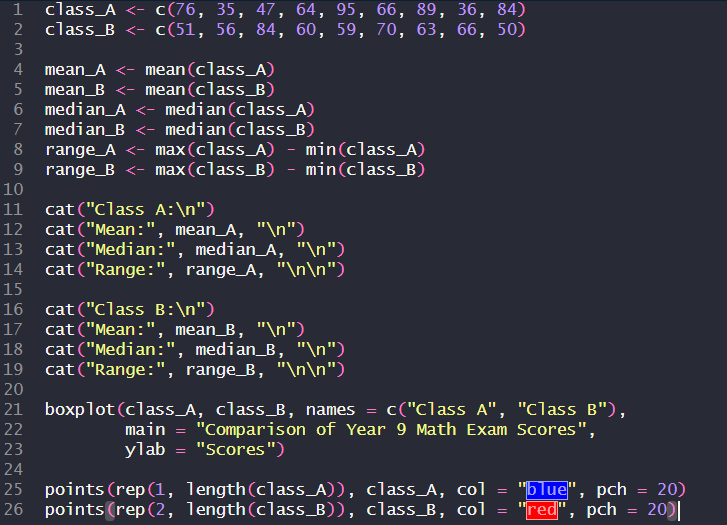 1 class_A <- c(76, 35, 47, 64, 95, 66, 89, 36, 84)
2 class_B <- c(51, 56, 84, 60, 59, 70, 63, 66, 50)
3
4 mean_A <- mean(class_A)
5 mean_B <- mean(class_B)
6 median_A <- median(class_A)
7 median_B <- median(class_B)
8 range_A <- max(class_A) - min(class_A)
9 range_B <- max(class_B) - min(class_B)
10
11 cat("Class A:\n")
12 cat("Mean:", mean_A, "\n")
13 cat("Median:", median_A, "\n")
14 cat("Range:", range_A, "\n\n")
15
16 cat("Class B:\n")
17 cat("Mean:", mean_B, "\n")
18 cat("Median:", median_B, "\n")
19 cat("Range:", range_B, "\n\n")
20
21 boxplot(class_A, class_B, names = c("Class A", "Class B"),
22         main = "Comparison of Year 9 Math Exam Scores",
23         ylab = "Scores")
24
25 points(rep(1, length(class_A)), class_A, col = "blue", pch = 20)
26 points(rep(2, length(class_B)), class_B, col = "red", pch = 20)